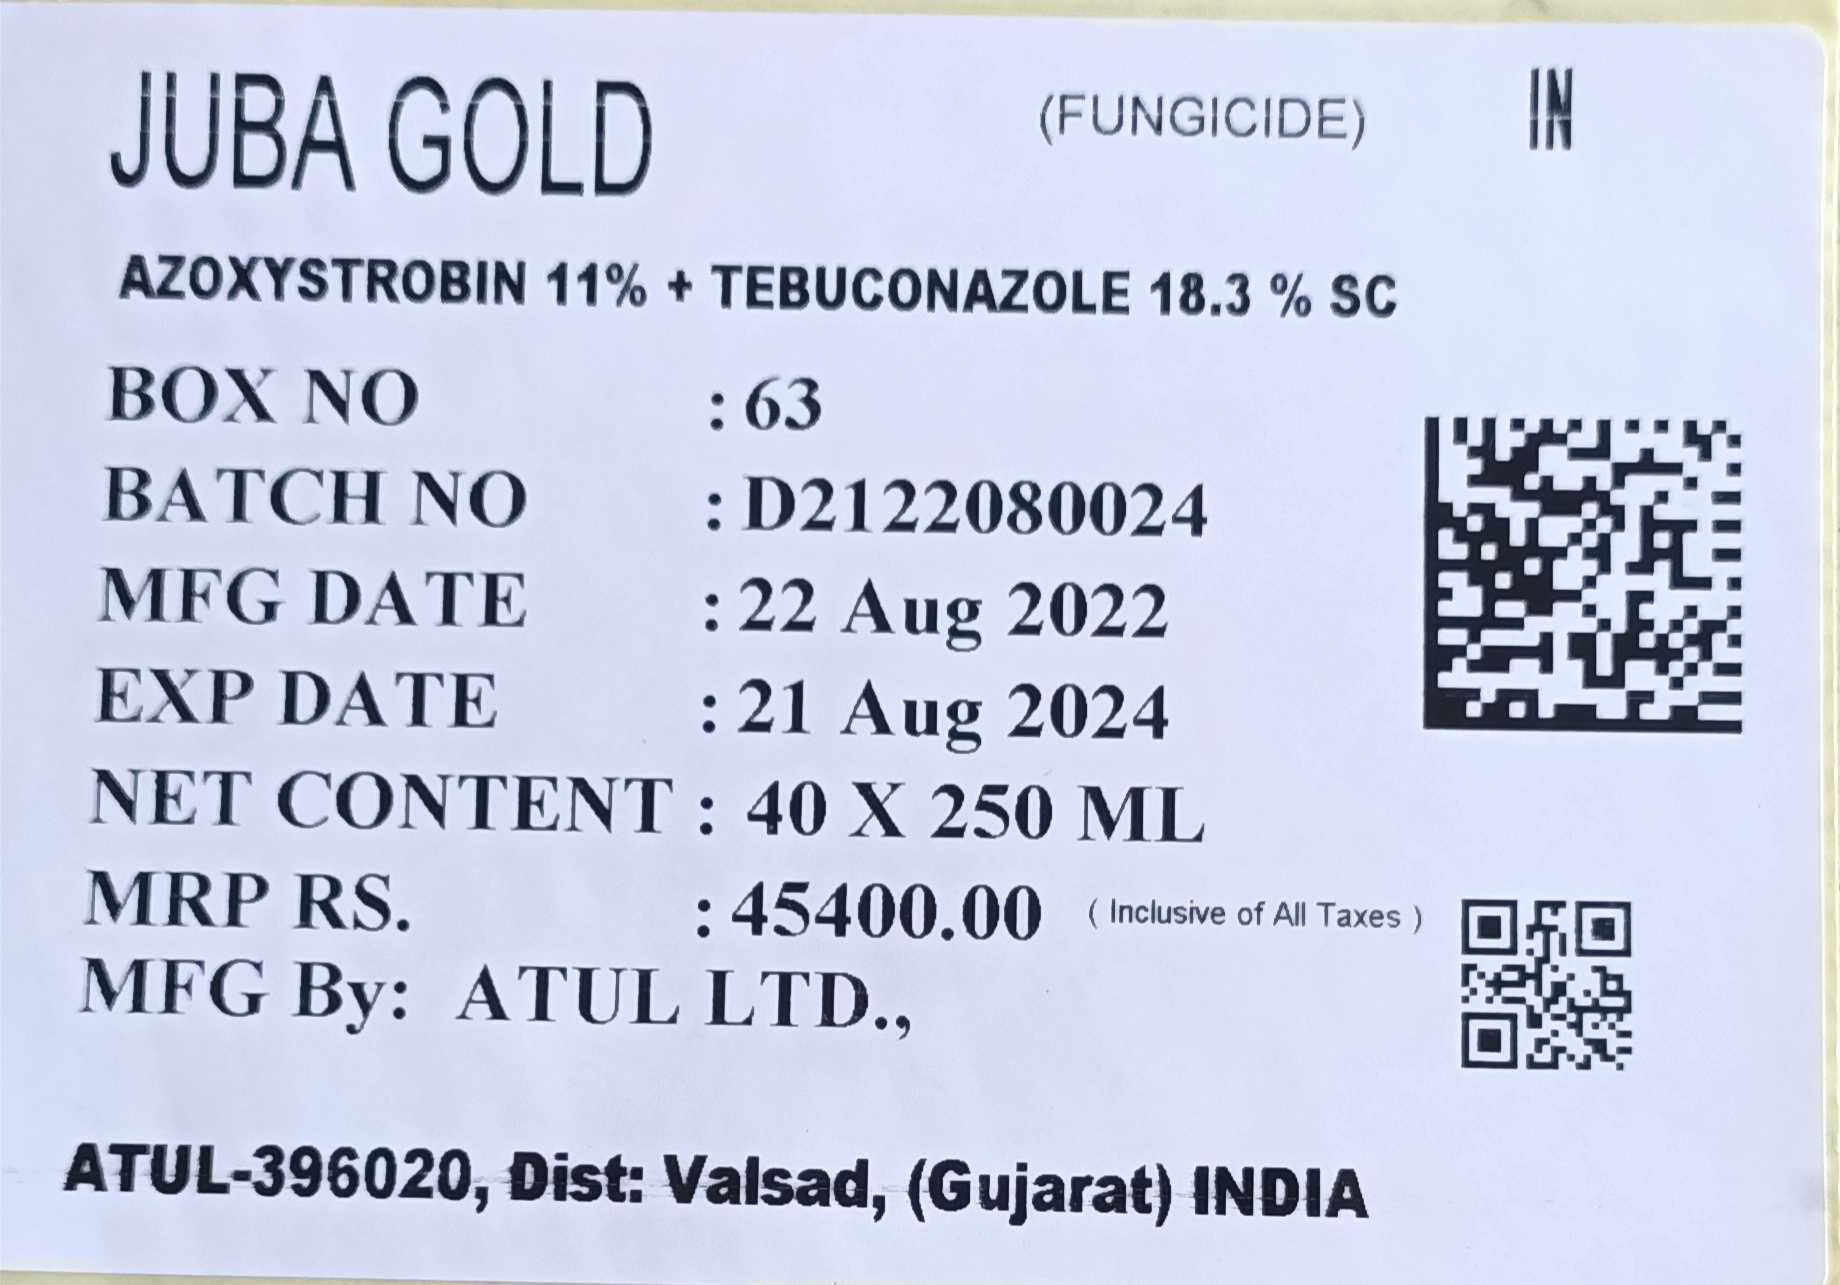 JUBA GOLD (FUNGICIDE) IN
AZOXYSTROBIN 11% + TEBUCONAZOLE 18.3 % SC
BOX NO : 63
BATCH NO : D2122080024
MFG DATE : 22 Aug 2022
EXP DATE : 21 Aug 2024
NET CONTENT : 40 X 250 ML
MRP RS. : 45400.00 ( Inclusive of All Taxes )
MFG By: ATUL LTD.,
ATUL-396020, Dist: Valsad, (Gujarat) INDIA